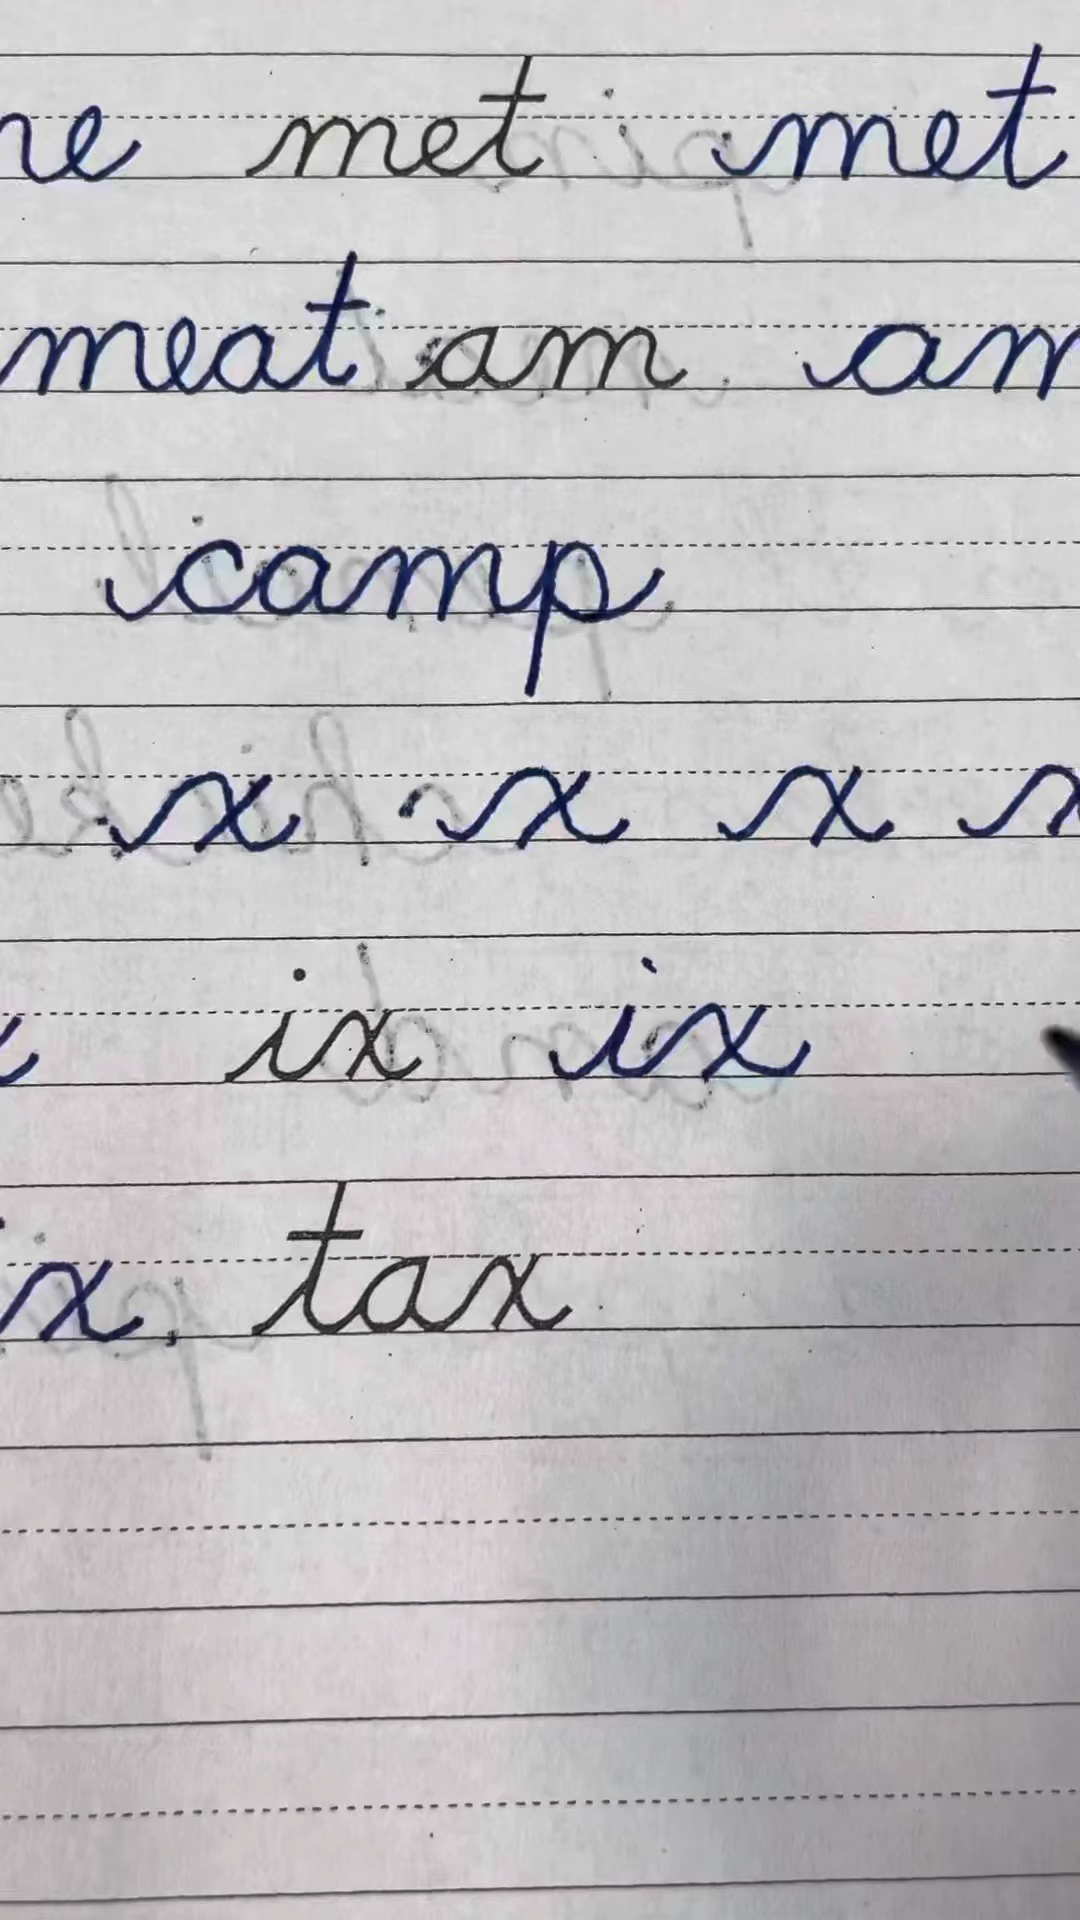 met met
meat am am
camp
x x x x
ix ix
tax